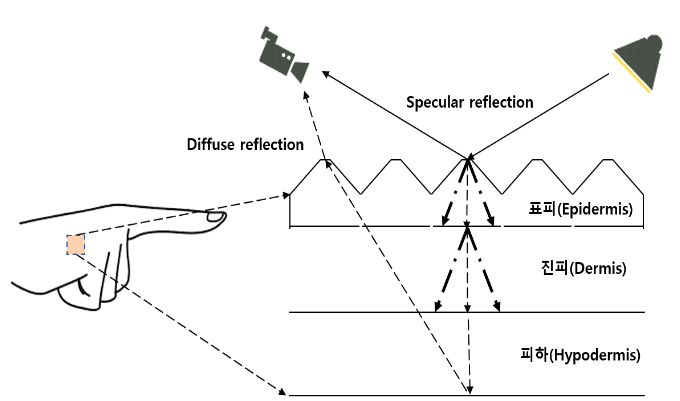 Specular reflection
Diffuse reflection
표피(Epidermis)
진피(Dermis)
피하(Hypodermis)